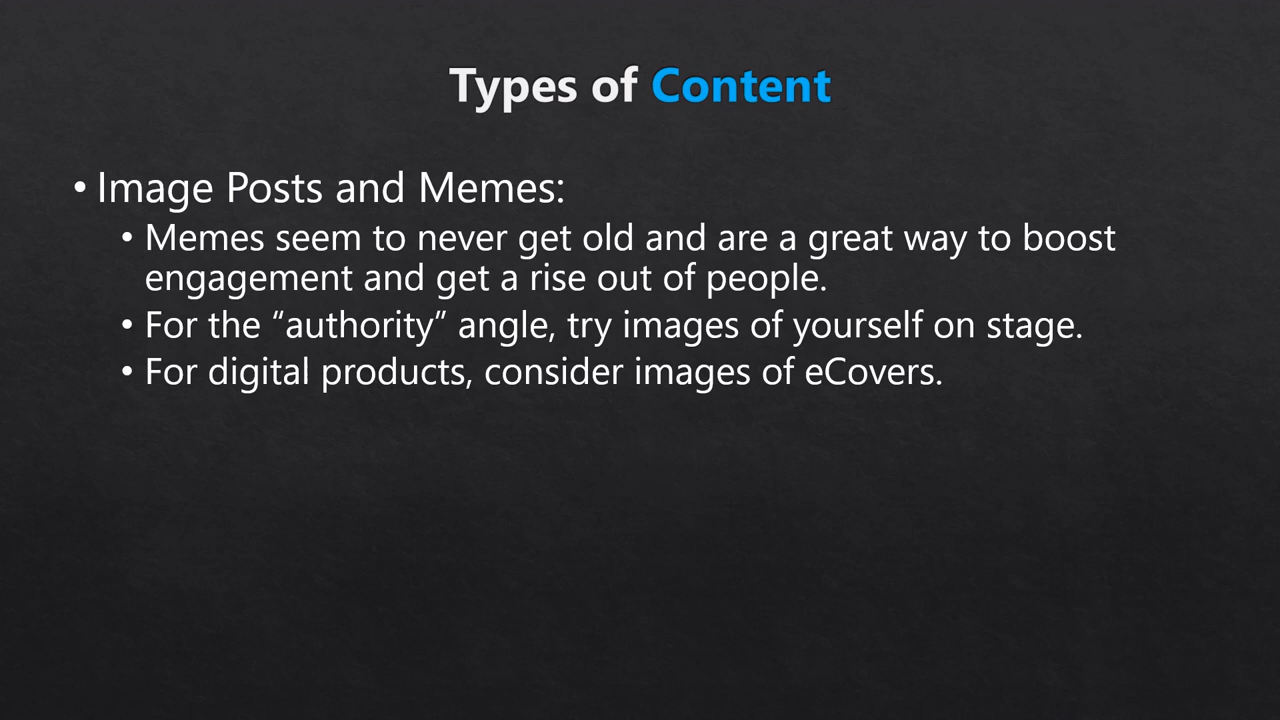 Types of Content
• Image Posts and Memes:
• Memes seem to never get old and are a great way to boost
engagement and get a rise out of people.
• For the “authority” angle, try images of yourself on stage.
• For digital products, consider images of eCovers.